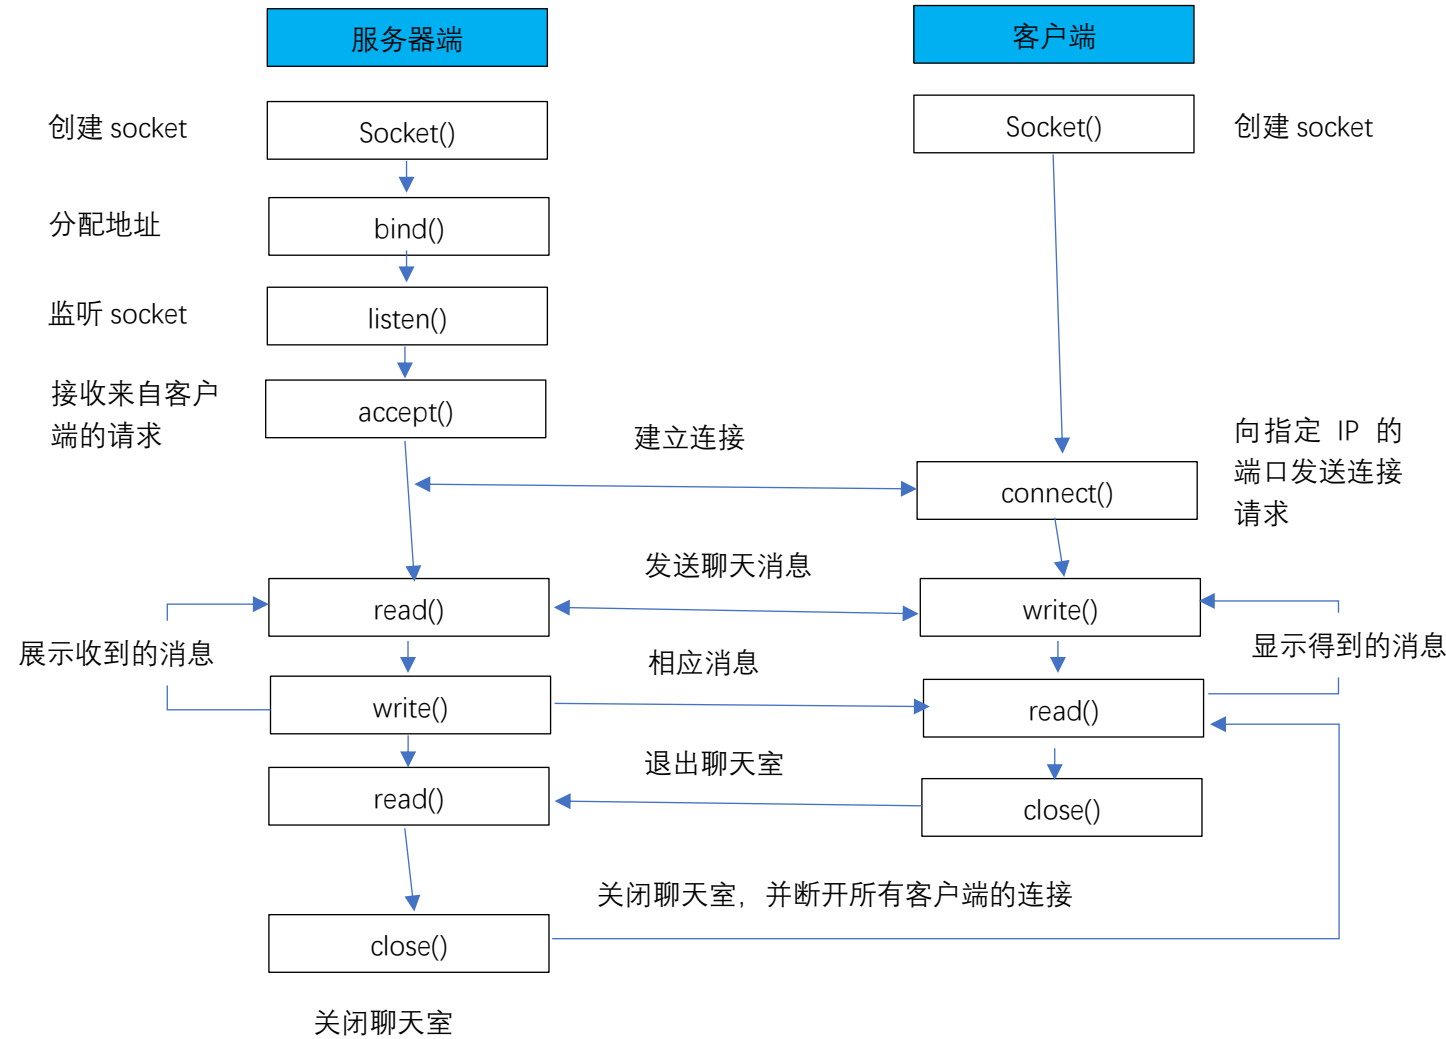 服务器端
客户端
创建 socket
Socket()
Socket()
创建 socket
分配地址
bind()
监听 socket
listen()
接收来自客户
端的请求
accept()
建立连接
向指定 IP 的
端口发送连接
请求
connect()
发送聊天消息
read()
write()
展示收到的消息
相应消息
显示得到的消息
write()
read()
退出聊天室
read()
close()
关闭聊天室，并断开所有客户端的连接
close()
关闭聊天室